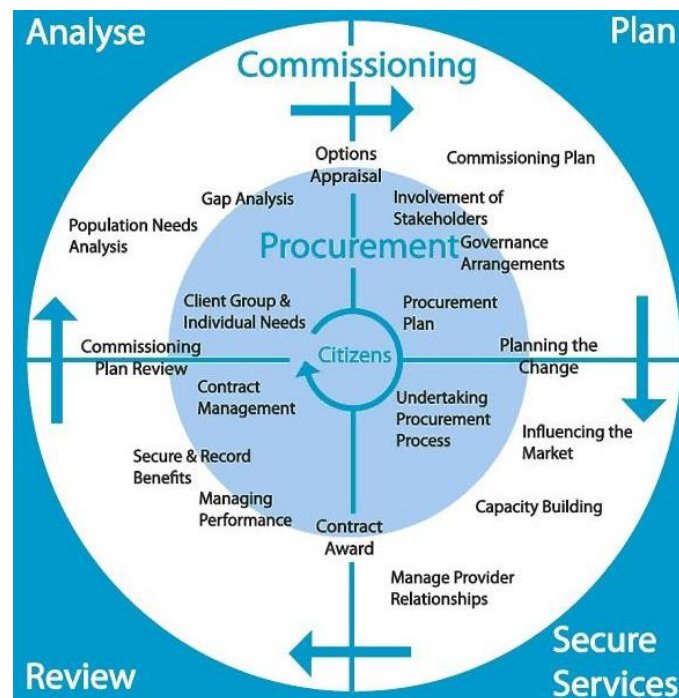 Analyse
Plan
Commissioning
Options
Appraisal
Commissioning Plan
Gap Analysis
Involvement of
Stakeholders
Population Needs
Analysis
Procurement
Governance
Arrangements
Client Group &
Individual Needs
Procurement
Plan
Commissioning
Plan Review
Citizens
Planning the
Change
Contract
Management
Undertaking
Procurement
Process
Influencing the
Market
Secure & Record
Benefits
Managing
Performance
Capacity Building
Contract
Award
Manage Provider
Relationships
Review
Secure
Services